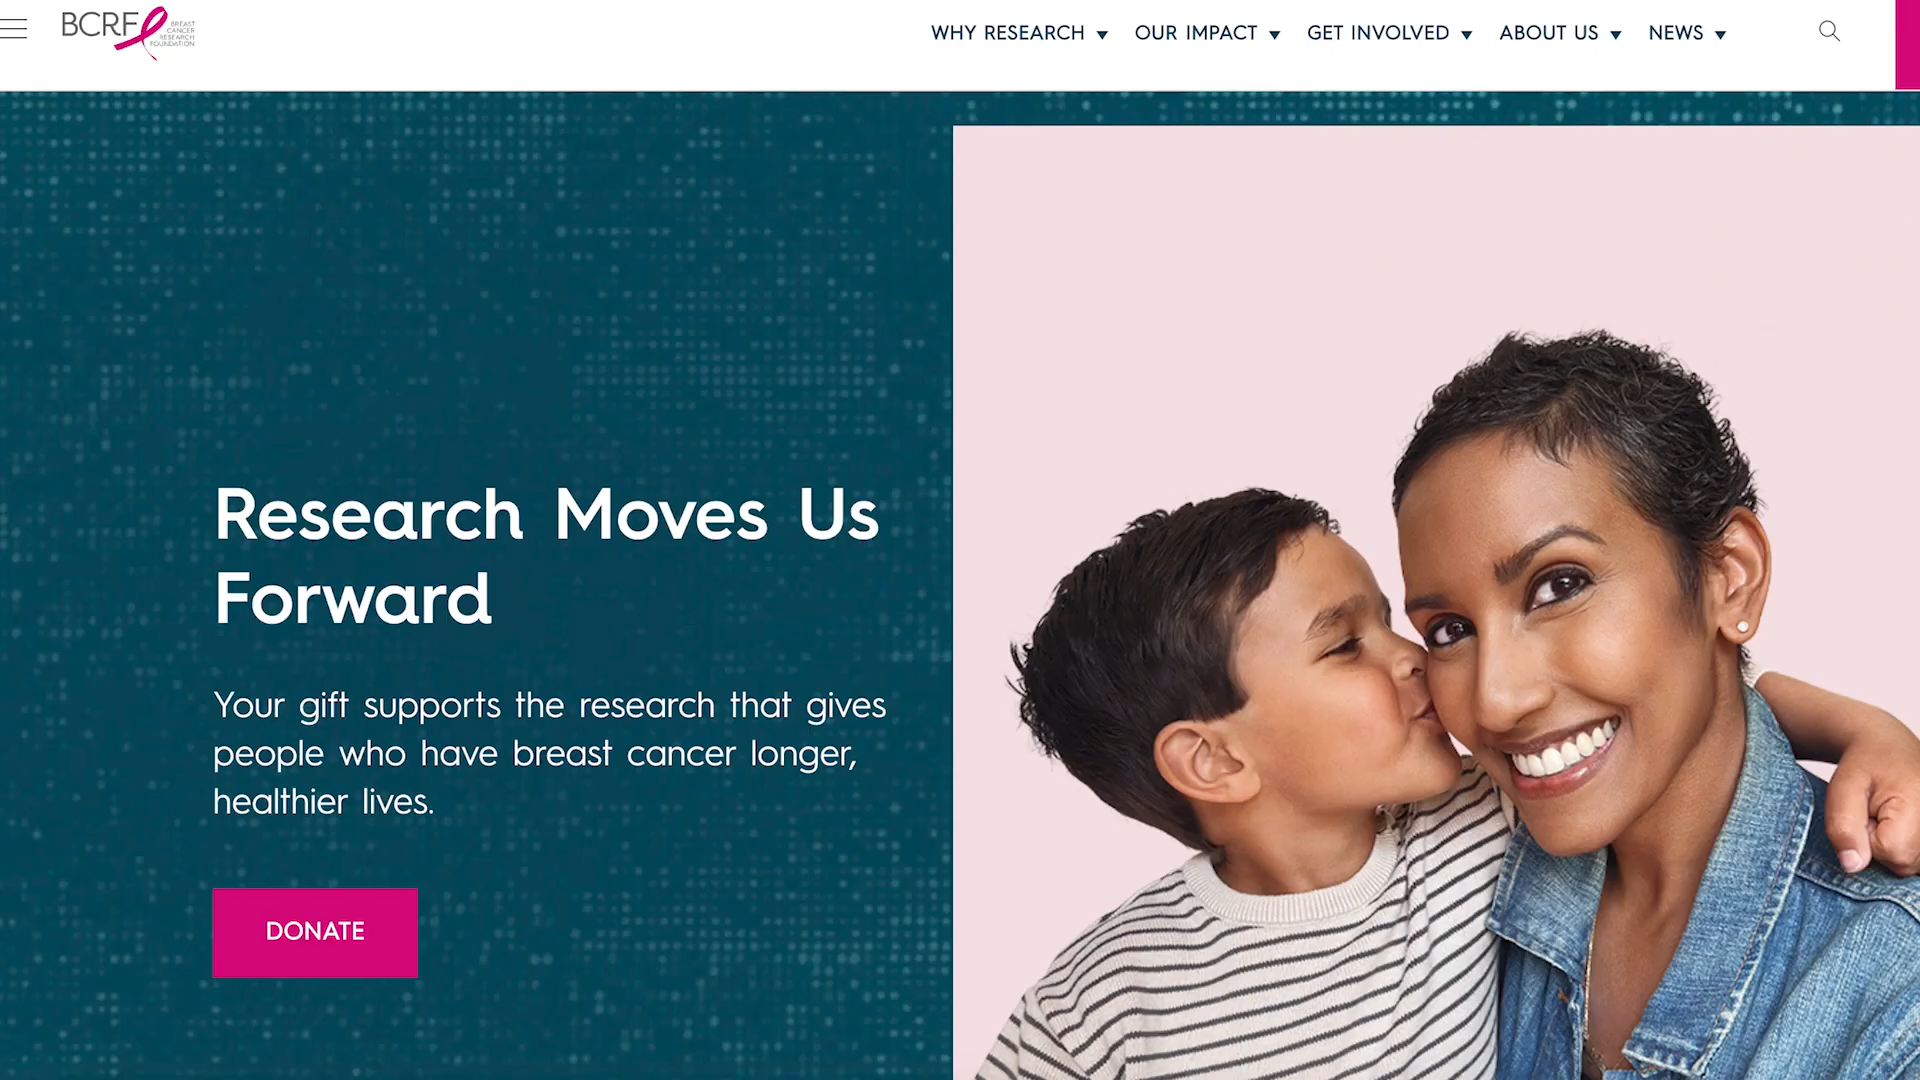 BCRF
BREAST
CANCER
RESEARCH
FOUNDATION
WHY RESEARCH ▼ OUR IMPACT ▼ GET INVOLVED ▼ ABOUT US ▼ NEWS ▼
Research Moves Us
Forward
Your gift supports the research that gives
people who have breast cancer longer,
healthier lives.
DONATE